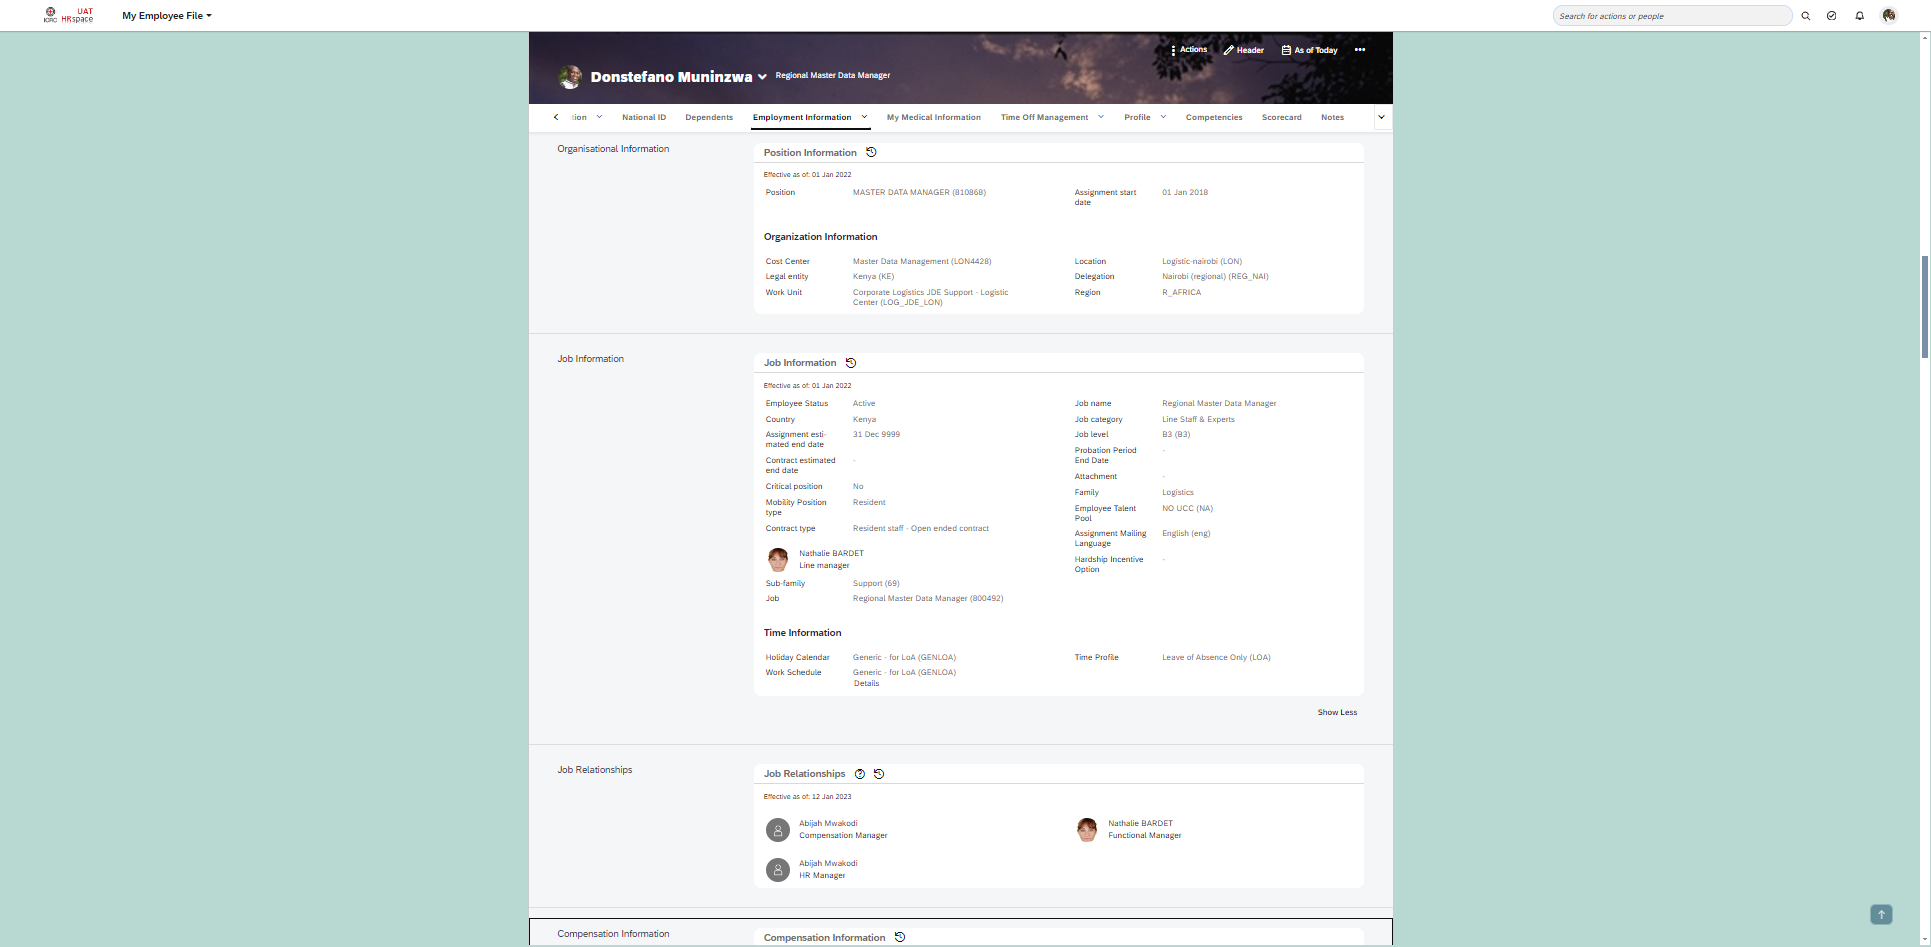 ICRC
UAT
HRspace
My Employee File
Search for actions or people
Actions
Header
As of Today
Donstefano Muninzwa
Regional Master Data Manager
tion
National ID
Dependents
Employment Information
My Medical Information
Time Off Management
Profile
Competencies
Scorecard
Notes
Organisational Information
Position Information
Effective as of: 01 Jan 2022
Position
MASTER DATA MANAGER (810868)
Assignment start
date
01 Jan 2018
Organization Information
Cost Center
Master Data Management (LON4428)
Location
Logistic-nairobi (LON)
Legal entity
Kenya (KE)
Delegation
Nairobi (regional) (REG_NAI)
Work Unit
Corporate Logistics JDE Support - Logistic
Center (LOG_JDE_LON)
Region
R_AFRICA
Job Information
Job Information
Effective as of: 01 Jan 2022
Employee Status
Active
Job name
Regional Master Data Manager
Country
Kenya
Job category
Line Staff & Experts
Assignment esti-
mated end date
31 Dec 9999
Job level
B3 (B3)
Probation Period
End Date
-
Contract estimated
end date
-
Attachment
-
Critical position
No
Family
Logistics
Mobility Position
type
Resident
Employee Talent
Pool
NO UCC (NA)
Contract type
Resident staff - Open ended contract
Assignment Mailing
Language
English (eng)
Nathalie BARDET
Line manager
Hardship Incentive
Option
-
Sub-family
Support (69)
Job
Regional Master Data Manager (800492)
Time Information
Holiday Calendar
Generic - for LoA (GENLOA)
Time Profile
Leave of Absence Only (LOA)
Work Schedule
Generic - for LoA (GENLOA)
Details
Show Less
Job Relationships
Job Relationships
Effective as of: 12 Jan 2023
Abijah Mwakodi
Compensation Manager
Nathalie BARDET
Functional Manager
Abijah Mwakodi
HR Manager
Compensation Information
Compensation Information